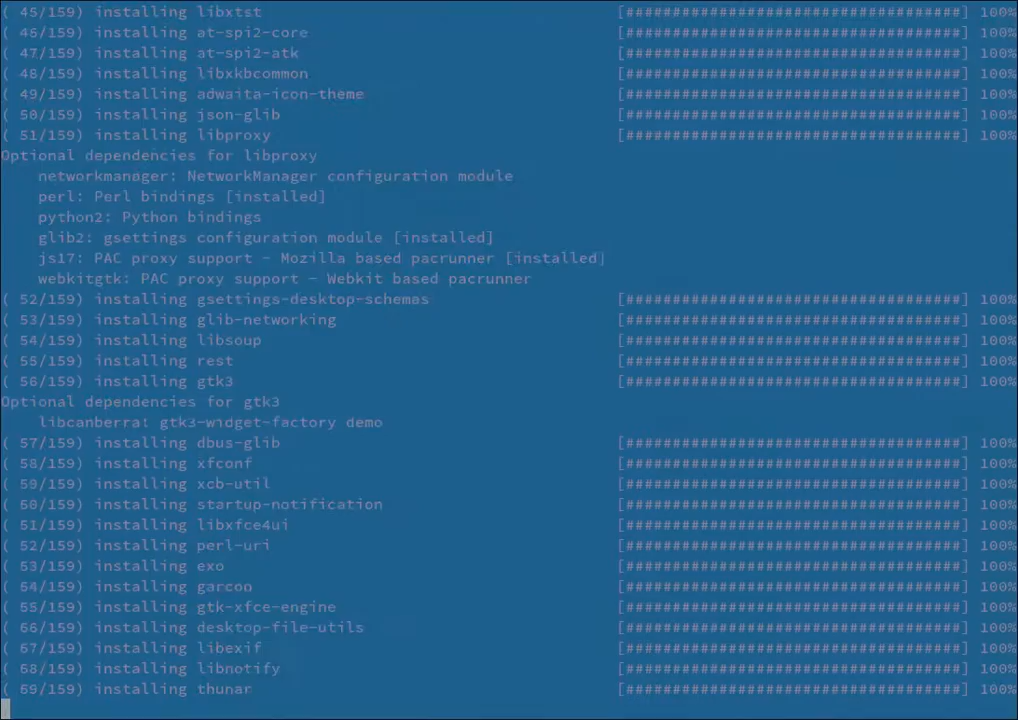 ( 45/159) installing libxtst [####################################] 100%
( 46/159) installing at-spi2-core [####################################] 100%
( 47/159) installing at-spi2-atk [####################################] 100%
( 48/159) installing libxkbcommon [####################################] 100%
( 49/159) installing adwaita-icon-theme [####################################] 100%
( 50/159) installing json-glib [####################################] 100%
( 51/159) installing libproxy [####################################] 100%
Optional dependencies for libproxy
networkmanager: NetworkManager configuration module
perl: Perl bindings [installed]
python2: Python bindings
glib2: gsettings configuration module [installed]
js17: PAC proxy support - Mozilla based pacrunner [installed]
webkitgtk: PAC proxy support - Webkit based pacrunner
( 52/159) installing gsettings-desktop-schemas [####################################] 100%
( 53/159) installing glib-networking [####################################] 100%
( 54/159) installing libsoup [####################################] 100%
( 55/159) installing rest [####################################] 100%
( 56/159) installing gtk3 [####################################] 100%
Optional dependencies for gtk3
libcanberra: gtk3-widget-factory demo
( 57/159) installing dbus-glib [####################################] 100%
( 58/159) installing xfconf [####################################] 100%
( 59/159) installing xcb-util [####################################] 100%
( 60/159) installing startup-notification [####################################] 100%
( 61/159) installing libxfce4ui [####################################] 100%
( 62/159) installing perl-uri [####################################] 100%
( 63/159) installing exo [####################################] 100%
( 64/159) installing garcon [####################################] 100%
( 65/159) installing gtk-xfce-engine [####################################] 100%
( 66/159) installing desktop-file-utils [####################################] 100%
( 67/159) installing libexif [####################################] 100%
( 68/159) installing libnotify [####################################] 100%
( 69/159) installing thunar [####################################] 100%